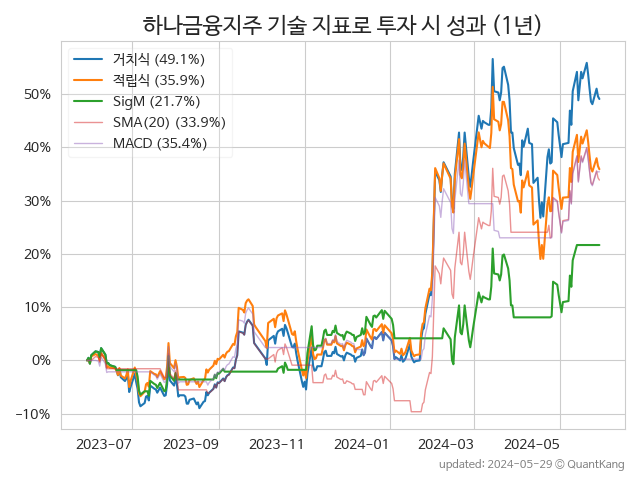 하나금융지주 기술 지표로 투자 시 성과 (1년)
거치식 (49.1%)
적립식 (35.9%)
SigM (21.7%)
SMA(20) (33.9%)
MACD (35.4%)
50%
40%
30%
20%
10%
0%
−10%
2023-07 2023-09 2023-11 2024-01 2024-03 2024-05
updated: 2024-05-29 © QuantKang